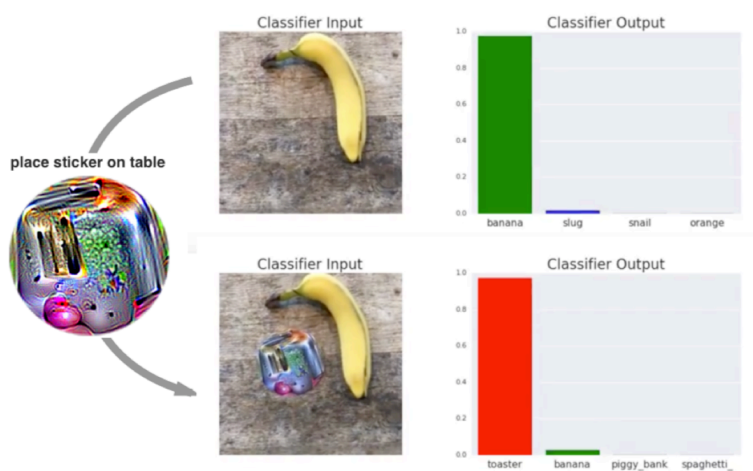 Classifier Input
Classifier Output
1.0
0.8
0.6
0.4
0.2
0.0
banana slug snail orange
place sticker on table
Classifier Input
Classifier Output
1.0
0.8
0.6
0.4
0.2
0.0
toaster banana piggy_bank spaghetti_